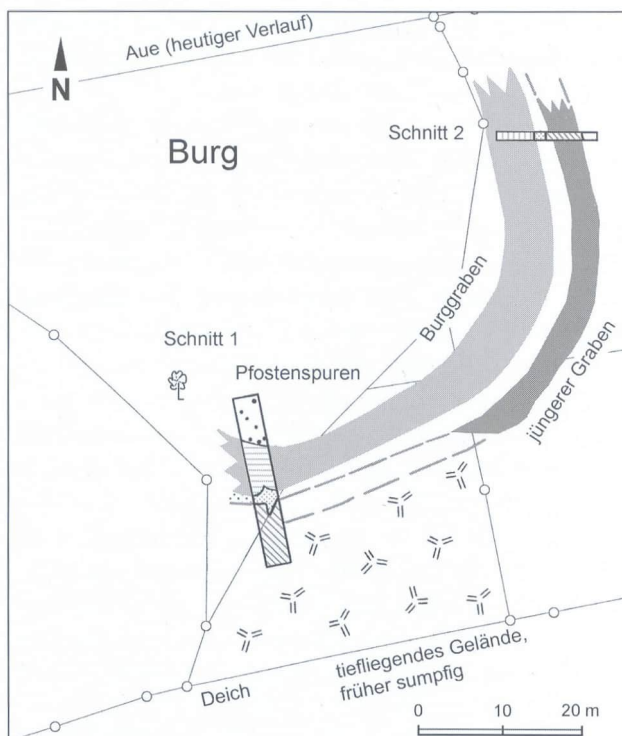 Aue (heutiger Verlauf)
N
Burg
Schnitt 2
Burggraben
Schnitt 1
Pfostenspuren
jüngerer Graben
tiefliegendes Gelände,
früher sumpfig
Deich
0 10 20 m